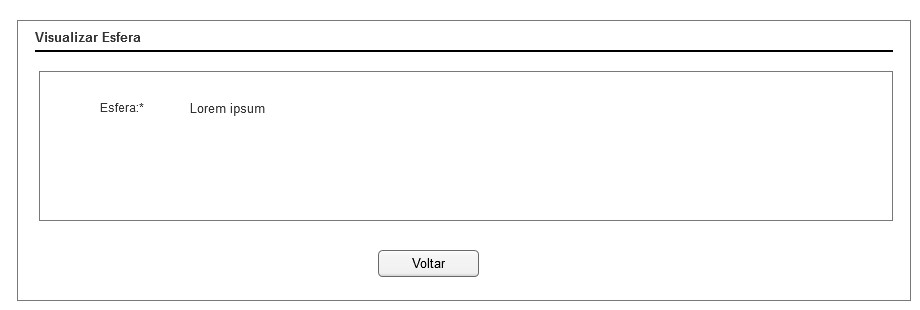 Visualizar Esfera
Esfera:* Lorem ipsum
Voltar